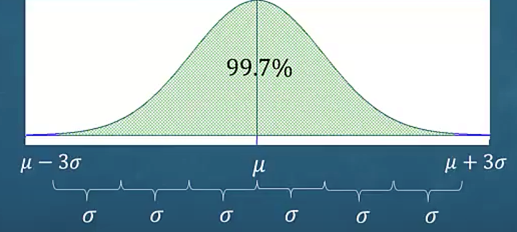 99.7%
μ − 3σ μ μ + 3σ
σ σ σ σ σ σ